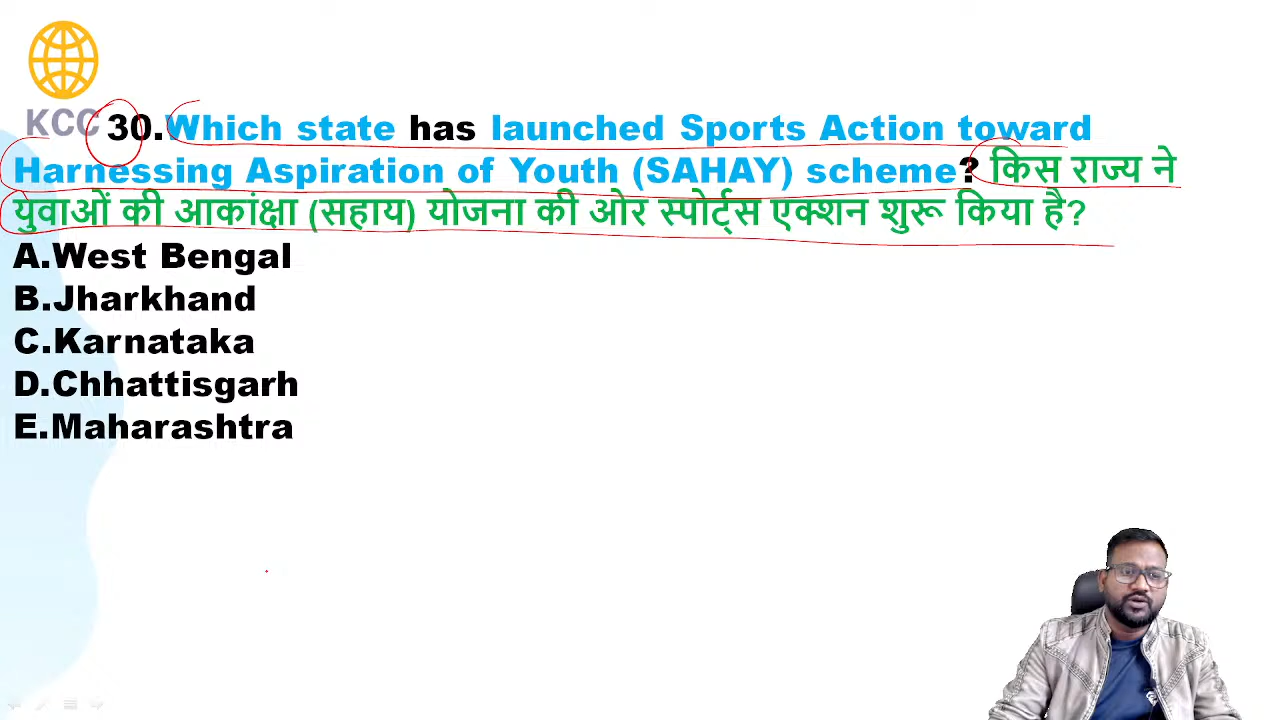 KCC
30.Which state has launched Sports Action toward
Harnessing Aspiration of Youth (SAHAY) scheme? किस राज्य ने
युवाओं की आकांक्षा (सहाय) योजना की ओर स्पोर्ट्स एक्शन शुरू किया है?
A.West Bengal
B.Jharkhand
C.Karnataka
D.Chhattisgarh
E.Maharashtra